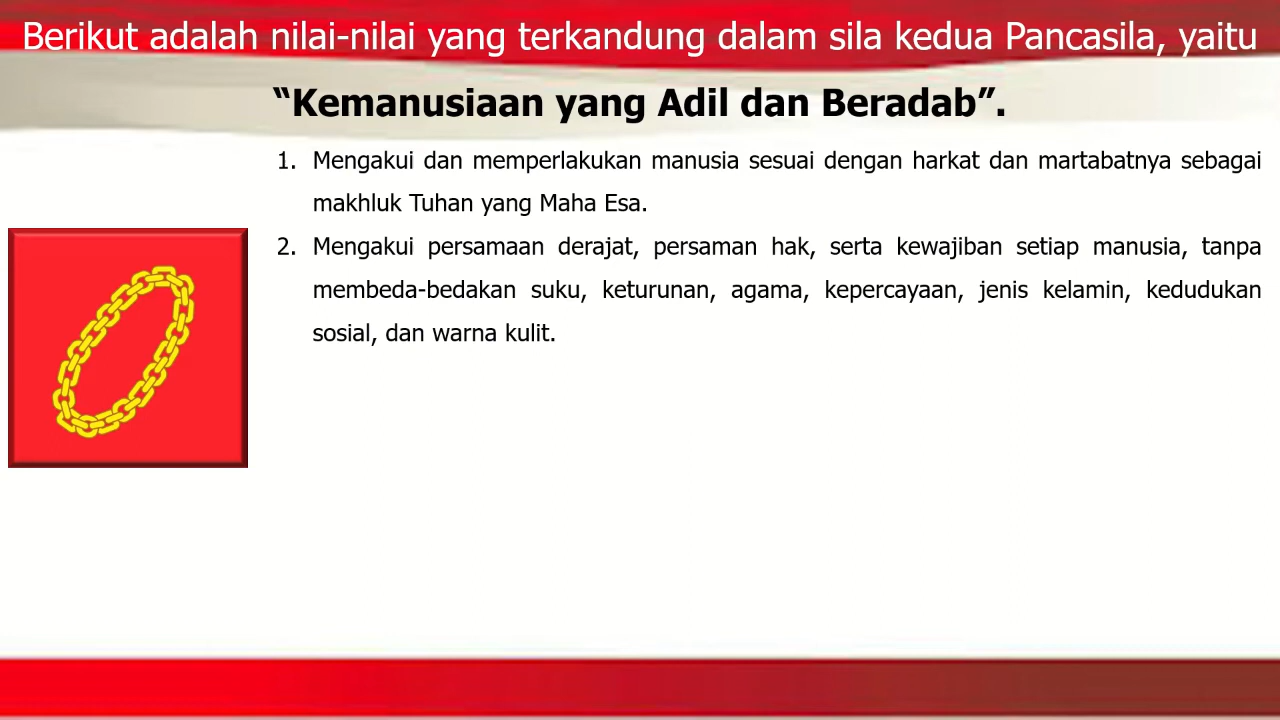 Berikut adalah nilai-nilai yang terkandung dalam sila kedua Pancasila, yaitu
“Kemanusiaan yang Adil dan Beradab”.
1. Mengakui dan memperlakukan manusia sesuai dengan harkat dan martabatnya sebagai
makhluk Tuhan yang Maha Esa.
2. Mengakui persamaan derajat, persaman hak, serta kewajiban setiap manusia, tanpa
membeda-bedakan suku, keturunan, agama, kepercayaan, jenis kelamin, kedudukan
sosial, dan warna kulit.